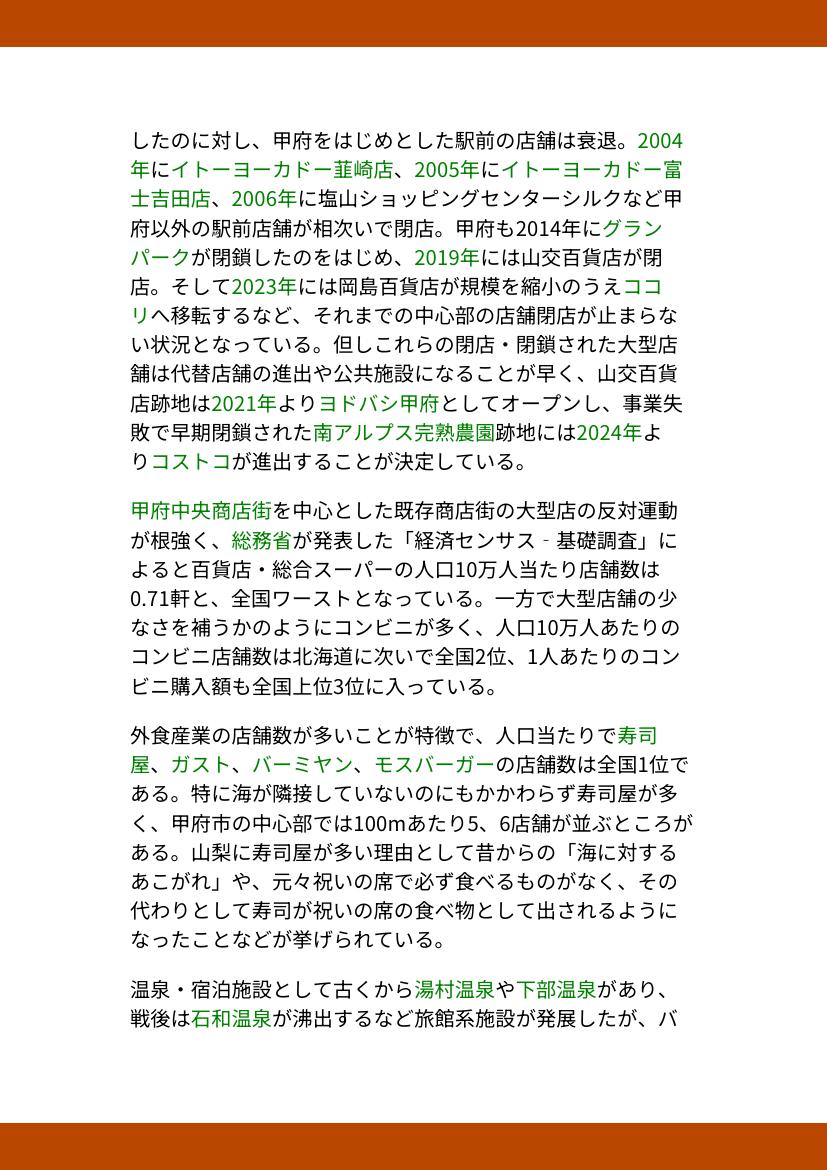 したのに対し、甲府をはじめとした駅前の店舗は衰退。2004
年にイトーヨーカドー韮崎店、2005年にイトーヨーカドー富
士吉田店、2006年に塩山ショッピングセンターシルクなど甲
府以外の駅前店舗が相次いで閉店。甲府も2014年にグラン
パークが閉鎖したのをはじめ、2019年には山交百貨店が閉
店。そして2023年には岡島百貨店が規模を縮小のうえココ
リへ移転するなど、それまでの中心部の店舗閉店が止まらな
い状況となっている。但しこれらの閉店・閉鎖された大型店
舗は代替店舗の進出や公共施設になることが早く、山交百貨
店跡地は2021年よりヨドバシ甲府としてオープンし、事業失
敗で早期閉鎖された南アルプス完熟農園跡地には2024年よ
りコストコが進出することが決定している。
甲府中央商店街を中心とした既存商店街の大型店の反対運動
が根強く、総務省が発表した「経済センサス‐基礎調査」に
よると百貨店・総合スーパーの人口10万人当たり店舗数は
0.71軒と、全国ワーストとなっている。一方で大型店舗の少
なさを補うかのようにコンビニが多く、人口10万人あたりの
コンビニ店舗数は北海道に次いで全国2位、1人あたりのコン
ビニ購入額も全国上位3位に入っている。
外食産業の店舗数が多いことが特徴で、人口当たりで寿司
屋、ガスト、バーミヤン、モスバーガーの店舗数は全国1位で
ある。特に海が隣接していないのにもかかわらず寿司屋が多
く、甲府市の中心部では100mあたり5、6店舗が並ぶところが
ある。山梨に寿司屋が多い理由として昔からの「海に対する
あこがれ」や、元々祝いの席で必ず食べるものがなく、その
代わりとして寿司が祝いの席の食べ物として出されるように
なったことなどが挙げられている。
温泉・宿泊施設として古くから湯村温泉や下部温泉があり、
戦後は石和温泉が沸出するなど旅館系施設が発展したが、バ